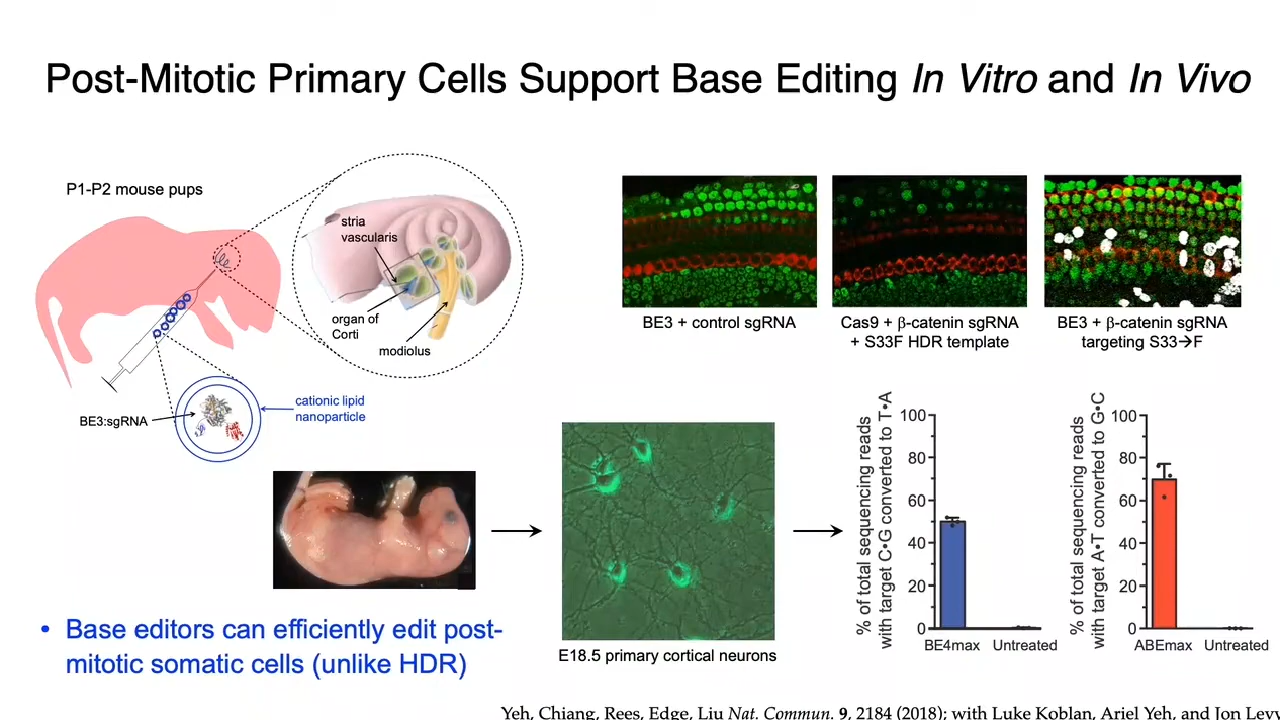 Post-Mitotic Primary Cells Support Base Editing In Vitro and In Vivo
P1-P2 mouse pups
stria
vascularis
organ of
Corti
modiolus
BE3:sgRNA
cationic lipid
nanoparticle
BE3 + control sgRNA
Cas9 + β-catenin sgRNA
+ S33F HDR template
BE3 + β-catenin sgRNA
targeting S33→F
E18.5 primary cortical neurons
% of total sequencing reads
with target C•G converted to T•A
100
80
60
40
20
0
BE4max
Untreated
% of total sequencing reads
with target A•T converted to G•C
100
80
60
40
20
0
ABEmax
Untreated
• Base editors can efficiently edit post-
mitotic somatic cells (unlike HDR)
Yeh, Chiang, Rees, Edge, Liu Nat. Commun. 9, 2184 (2018); with Luke Koblan, Ariel Yeh, and Jon Levy